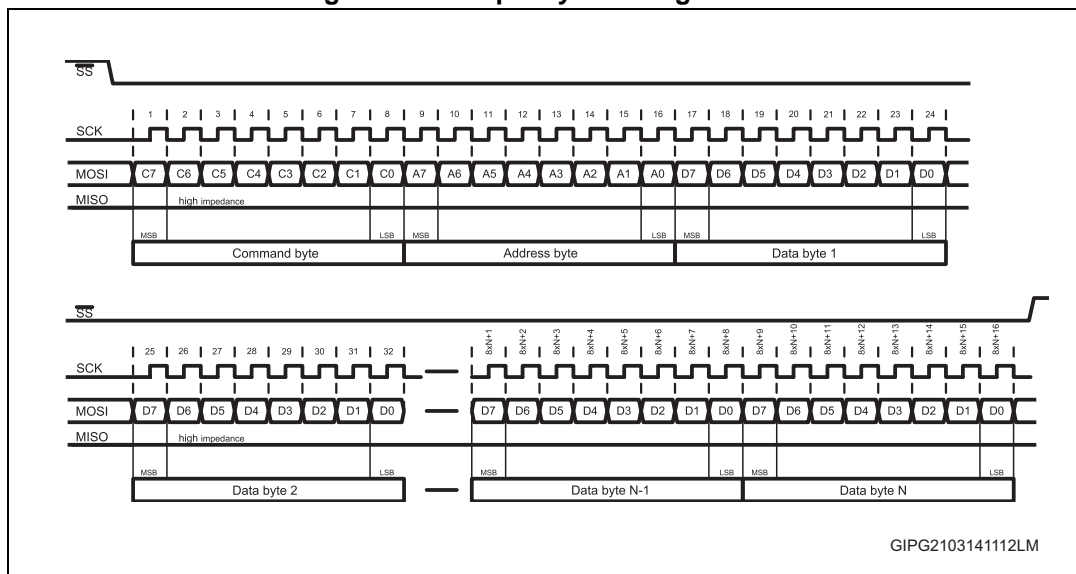 SS
1 2 3 4 5 6 7 8 9 10 11 12 13 14 15 16 17 18 19 20 21 22 23 24
SCK
MOSI C7 C6 C5 C4 C3 C2 C1 C0 A7 A6 A5 A4 A3 A2 A1 A0 D7 D6 D5 D4 D3 D2 D1 D0
MISO high impedance
MSB LSB MSB LSB MSB LSB
Command byte Address byte Data byte 1
SS
25 26 27 28 29 30 31 32 8xN+1 8xN+2 8xN+3 8xN+4 8xN+5 8xN+6 8xN+7 8xN+8 8xN+9 8xN+10 8xN+11 8xN+12 8xN+13 8xN+14 8xN+15 8xN+16
SCK
MOSI D7 D6 D5 D4 D3 D2 D1 D0 D7 D6 D5 D4 D3 D2 D1 D0 D7 D6 D5 D4 D3 D2 D1 D0
MISO high impedance
MSB LSB MSB LSB MSB LSB
Data byte 2 Data byte N-1 Data byte N
GIPG2103141112LM